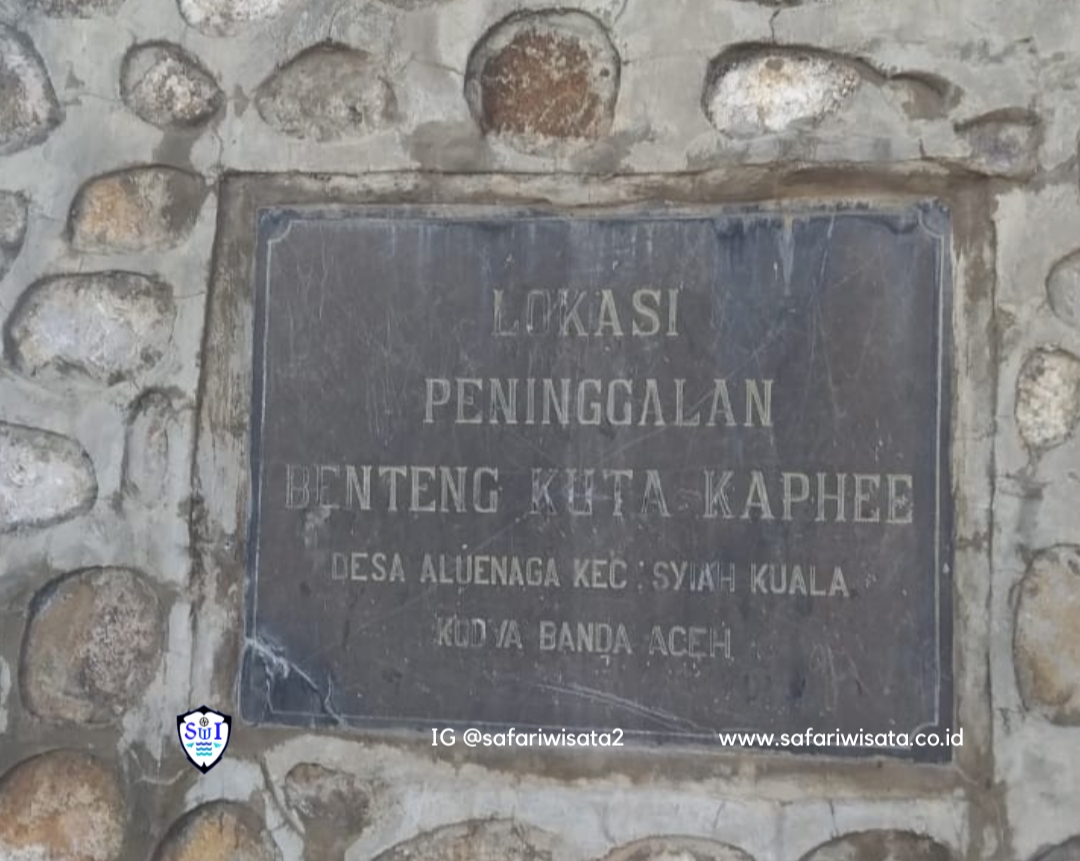 LOKASI
PENINGGALAN
BENTENG KUTA KAPHEE
DESA ALUENAGA KEC. SYIAH KUALA
KODYA BANDA ACEH
SWI
IG @safariwisata2
www.safariwisata.co.id